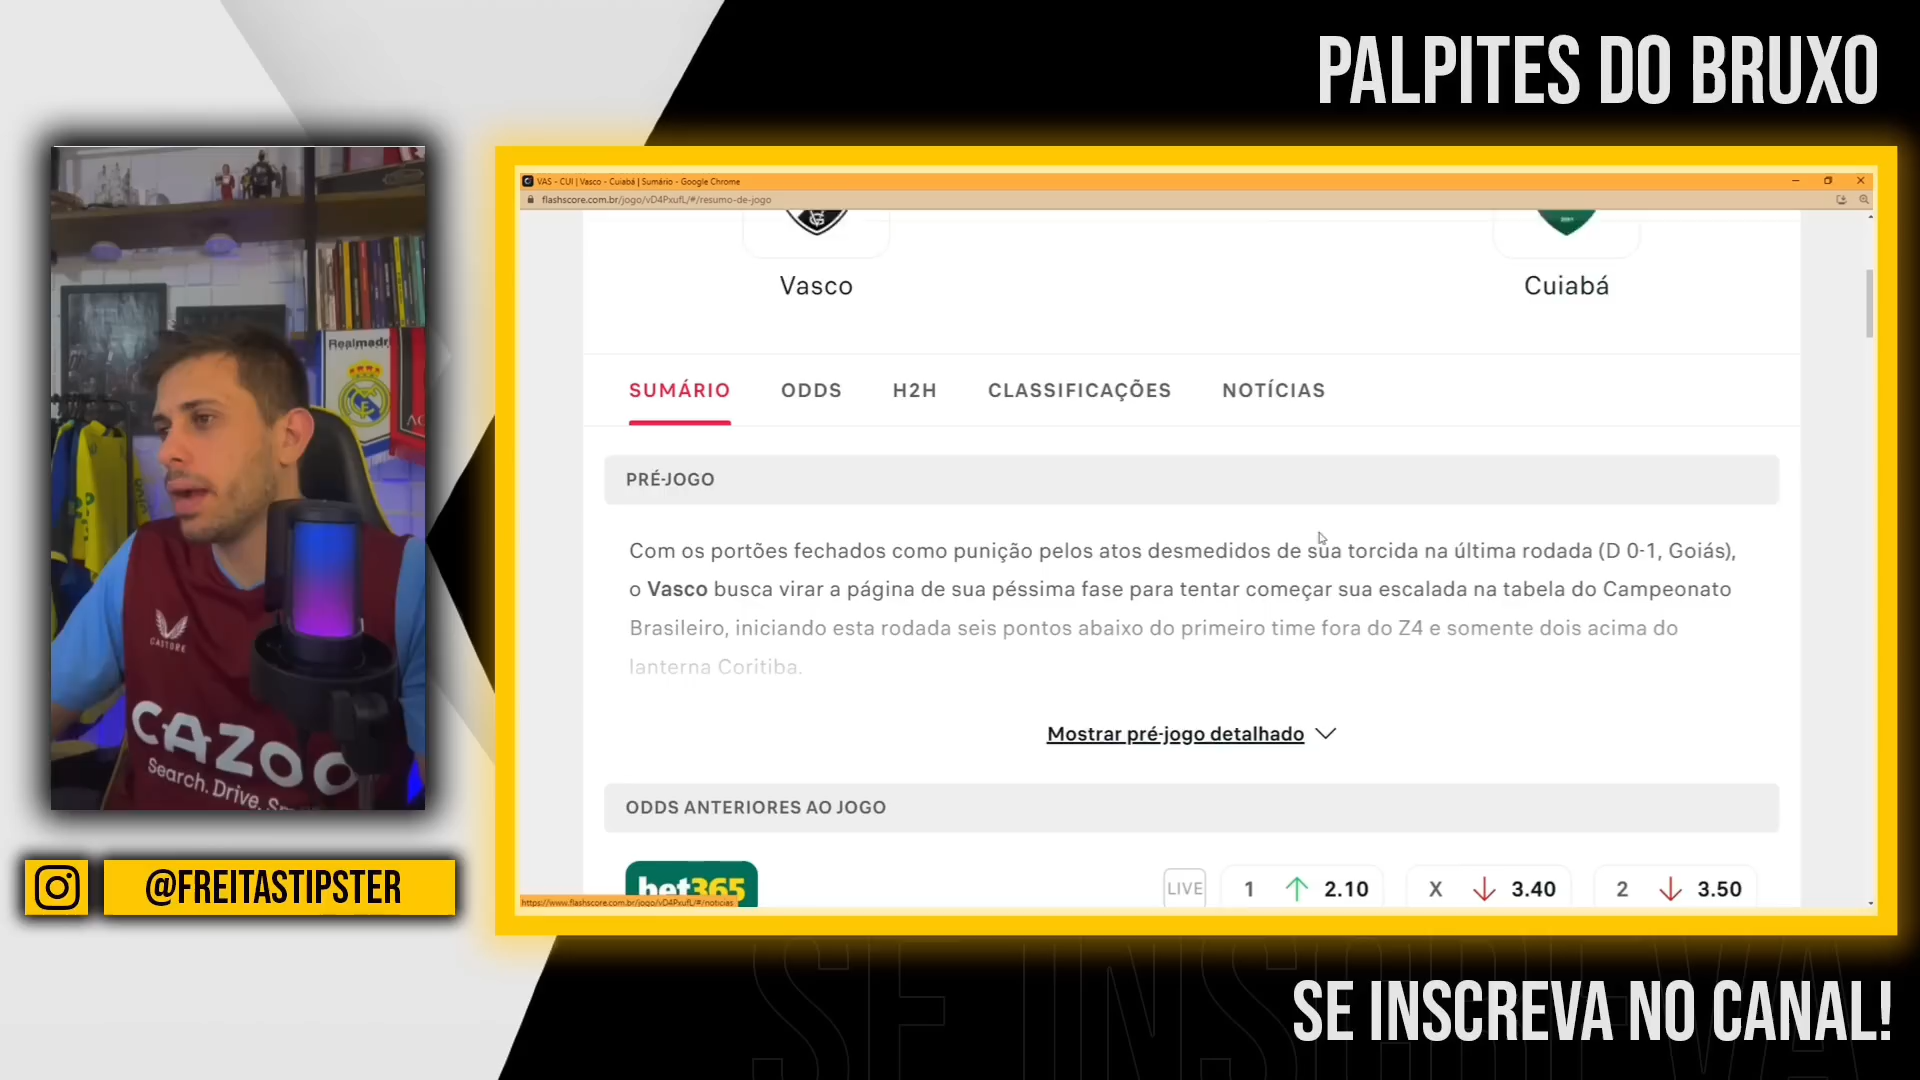 PALPITES DO BRUXO
VAS - CUI | Vasco - Cuiabá | Sumário - Google Chrome
flashscore.com.br/jogo/vD4PxufL/#/resumo-de-jogo
Vasco
Cuiabá
SUMÁRIO ODDS H2H CLASSIFICAÇÕES NOTÍCIAS
PRÉ-JOGO
Com os portões fechados como punição pelos atos desmedidos de sua torcida na última rodada (D 0-1, Goiás),
o Vasco busca virar a página de sua péssima fase para tentar começar sua escalada na tabela do Campeonato
Brasileiro, iniciando esta rodada seis pontos abaixo do primeiro time fora do Z4 e somente dois acima do
lanterna Coritiba.
Mostrar pré-jogo detalhado
ODDS ANTERIORES AO JOGO
bet365
LIVE 1 2.10 X 3.40 2 3.50
https://www.flashscore.com.br/jogo/vD4PxufL/#/noticias
Realmadri
CASTORE
CAZOO
Search. Drive.
@FREITASTIPSTER
SE INSCREVA NO CANAL!